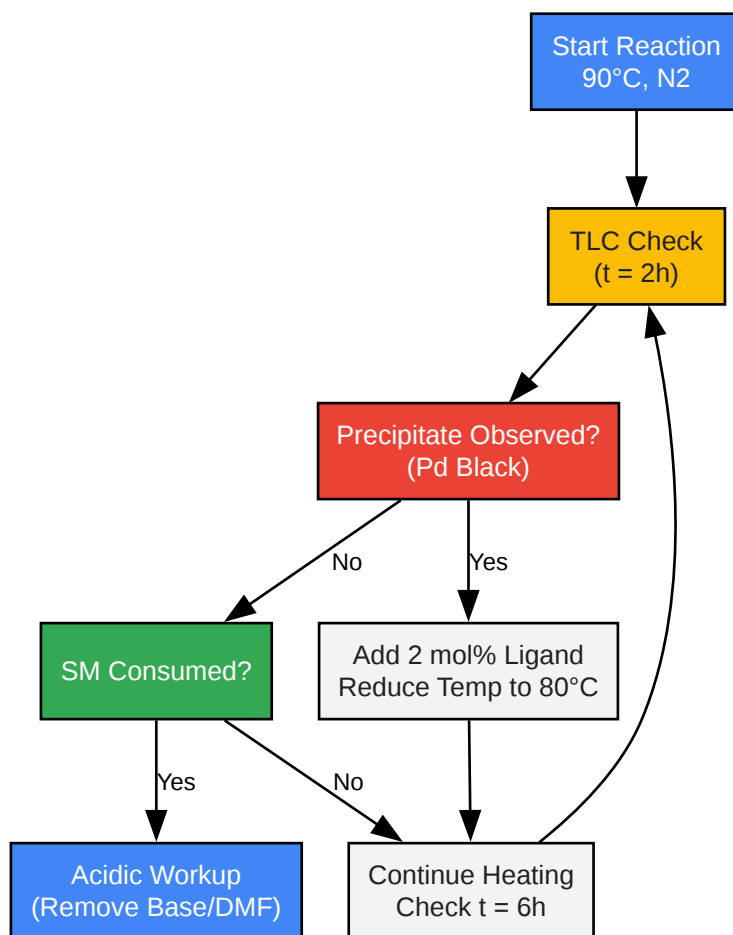 Start Reaction
90°C, N2
TLC Check
(t = 2h)
Precipitate Observed?
(Pd Black)
No
Yes
SM Consumed?
Add 2 mol% Ligand
Reduce Temp to 80°C
Yes
No
Acidic Workup
(Remove Base/DMF)
Continue Heating
Check t = 6h